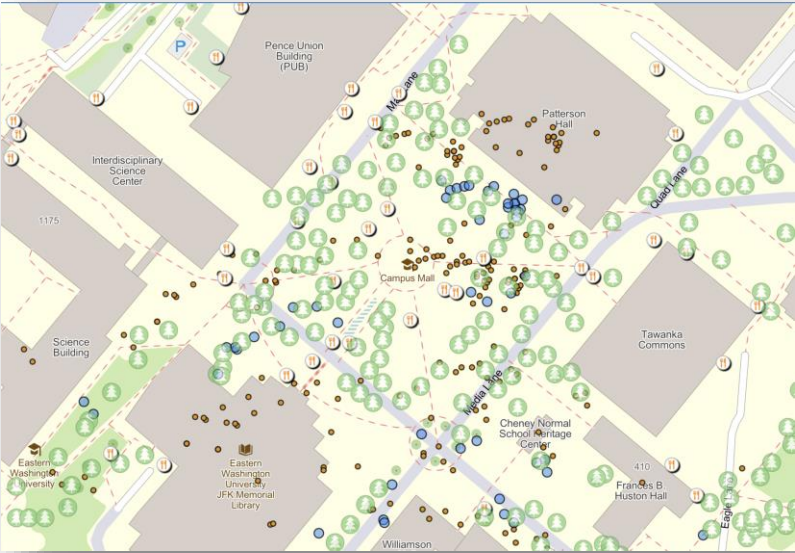 P
Pence Union
Building
(PUB)
Mall Lane
Patterson
Hall
Interdisciplinary
Science
Center
Quad Lane
1175
Campus Mall
Science
Building
Tawanka
Commons
Media Lane
Cheney Normal
School Heritage
Center
Eastern
Washington
University
Eastern
Washington
University
JFK Memorial
Library
410
Frances B
Huston Hall
Williamson